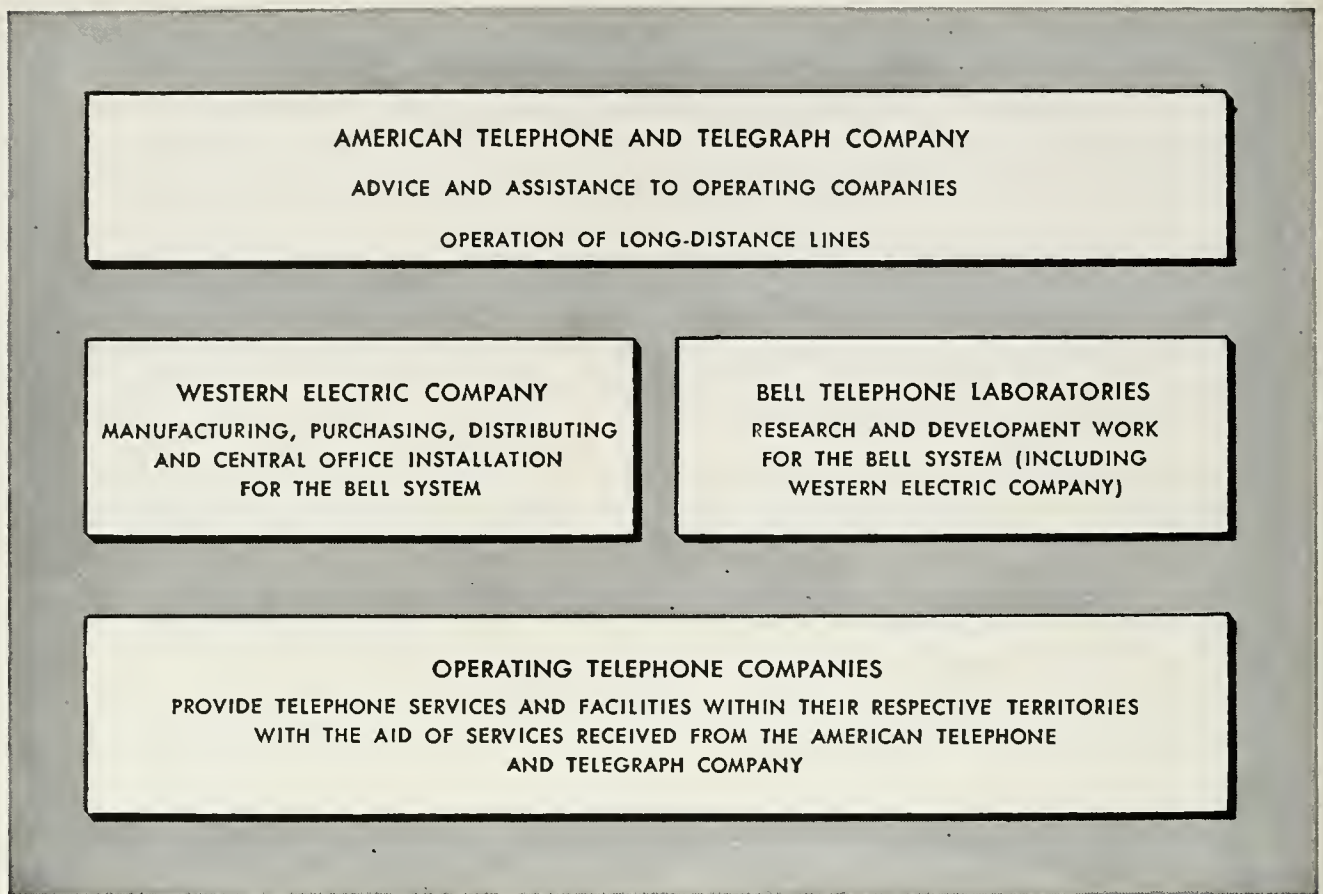 AMERICAN TELEPHONE AND TELEGRAPH COMPANY
ADVICE AND ASSISTANCE TO OPERATING COMPANIES
OPERATION OF LONG-DISTANCE LINES
WESTERN ELECTRIC COMPANY
MANUFACTURING, PURCHASING, DISTRIBUTING
AND CENTRAL OFFICE INSTALLATION
FOR THE BELL SYSTEM
BELL TELEPHONE LABORATORIES
RESEARCH AND DEVELOPMENT WORK
FOR THE BELL SYSTEM (INCLUDING
WESTERN ELECTRIC COMPANY)
OPERATING TELEPHONE COMPANIES
PROVIDE TELEPHONE SERVICES AND FACILITIES WITHIN THEIR RESPECTIVE TERRITORIES
WITH THE AID OF SERVICES RECEIVED FROM THE AMERICAN TELEPHONE
AND TELEGRAPH COMPANY